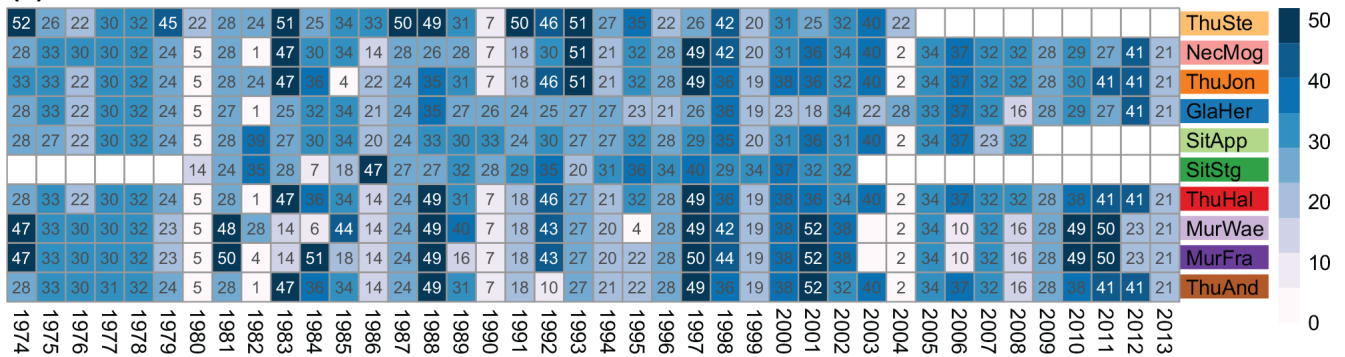 52 26 22 30 32 45 22 28 24 51 25 34 33 50 49 31 7 50 46 51 27 35 22 26 42 20 31 25 32 40 22 ThuSte
28 33 30 30 32 24 5 28 1 47 30 34 14 28 26 28 7 18 30 51 21 32 28 49 42 20 31 36 34 40 2 34 37 32 32 28 29 27 41 21 NecMog
33 33 22 30 32 24 5 28 24 47 36 4 22 24 35 31 7 18 46 51 21 32 28 49 36 19 38 36 32 40 2 34 37 32 32 28 30 41 41 21 ThuJon
28 33 22 30 32 24 5 27 1 25 32 34 21 24 35 27 26 24 25 27 27 23 21 26 36 19 23 18 34 22 28 33 37 32 16 28 29 27 41 21 GlaHer
28 27 22 30 32 24 5 28 39 27 30 34 20 24 33 30 33 24 30 27 27 32 28 29 35 20 31 36 31 40 2 34 37 23 32 SitApp
14 24 35 28 7 18 47 27 27 32 28 29 35 20 31 36 34 40 29 34 37 32 32 SitStg
28 33 22 30 32 24 5 28 1 47 36 34 14 24 49 31 7 18 46 27 21 32 28 49 36 19 38 36 34 40 2 34 37 32 32 28 38 41 41 21 ThuHal
47 33 30 30 32 23 5 48 28 14 6 44 14 24 49 40 7 18 43 27 20 4 28 49 42 19 38 52 38 2 34 10 32 16 28 49 50 23 21 MurWae
47 33 30 30 32 23 5 50 4 14 51 18 14 24 49 16 7 18 43 27 20 22 28 50 44 19 38 52 38 2 34 10 32 16 28 49 50 23 21 MurFra
28 33 30 31 32 24 5 28 1 47 36 34 14 24 49 31 7 18 10 27 21 22 28 49 36 19 38 52 32 40 2 34 37 32 16 28 38 41 41 21 ThuAnd
1974 1975 1976 1977 1978 1979 1980 1981 1982 1983 1984 1985 1986 1987 1988 1989 1990 1991 1992 1993 1994 1995 1996 1997 1998 1999 2000 2001 2002 2003 2004 2005 2006 2007 2008 2009 2010 2011 2012 2013
50
40
30
20
10
0